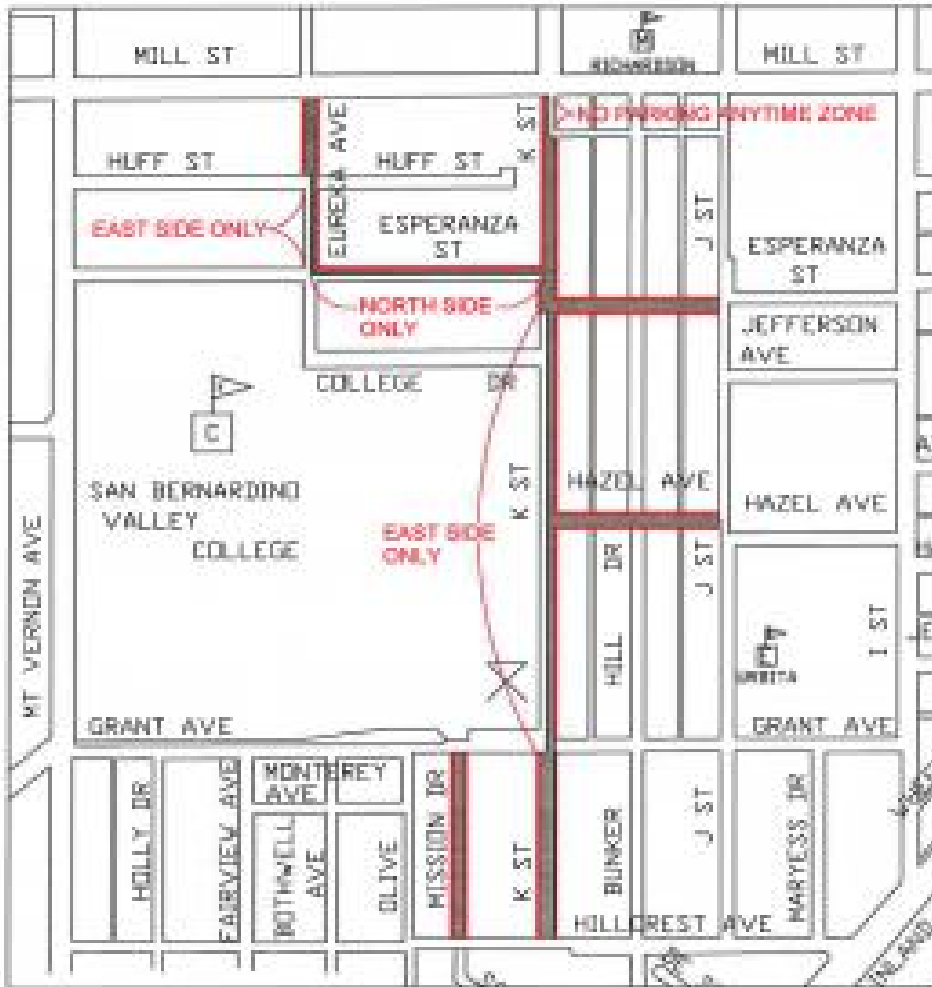 MILL ST
M
RICHARDSON
MILL ST
NO PARKING ANYTIME ZONE
HUFF ST
EUREKA AVE
HUFF ST
K ST
J ST
EAST SIDE ONLY
ESPERANZA
ST
ESPERANZA
ST
NORTH SIDE
ONLY
JEFFERSON
AVE
COLLEGE DR
C
SAN BERNARDINO
VALLEY
COLLEGE
K ST
HAZEL AVE
HAZEL AVE
EAST SIDE
ONLY
MT VERNON AVE
HILL DR
J ST
I ST
URBITA
GRANT AVE
GRANT AVE
MONTEREY
AVE
HOLLY DR
FAIRVIEW AVE
BOTHWELL
AVE
OLIVE
MISSION DR
K ST
BUNKER
J ST
MARYESS DR
HILLCREST AVE
INLAND